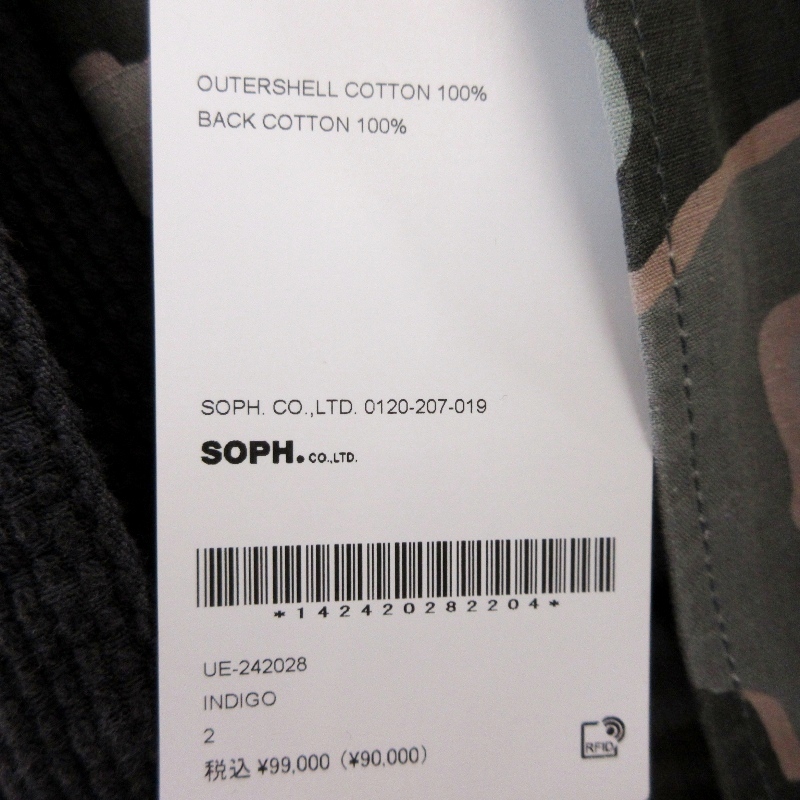 OUTERSHELL COTTON 100%
BACK COTTON 100%
SOPH. CO.,LTD. 0120-207-019
SOPH. CO.,LTD.
*142420282204*
UE-242028
INDIGO
2
税込 ¥99,000 (¥90,000)
RFID